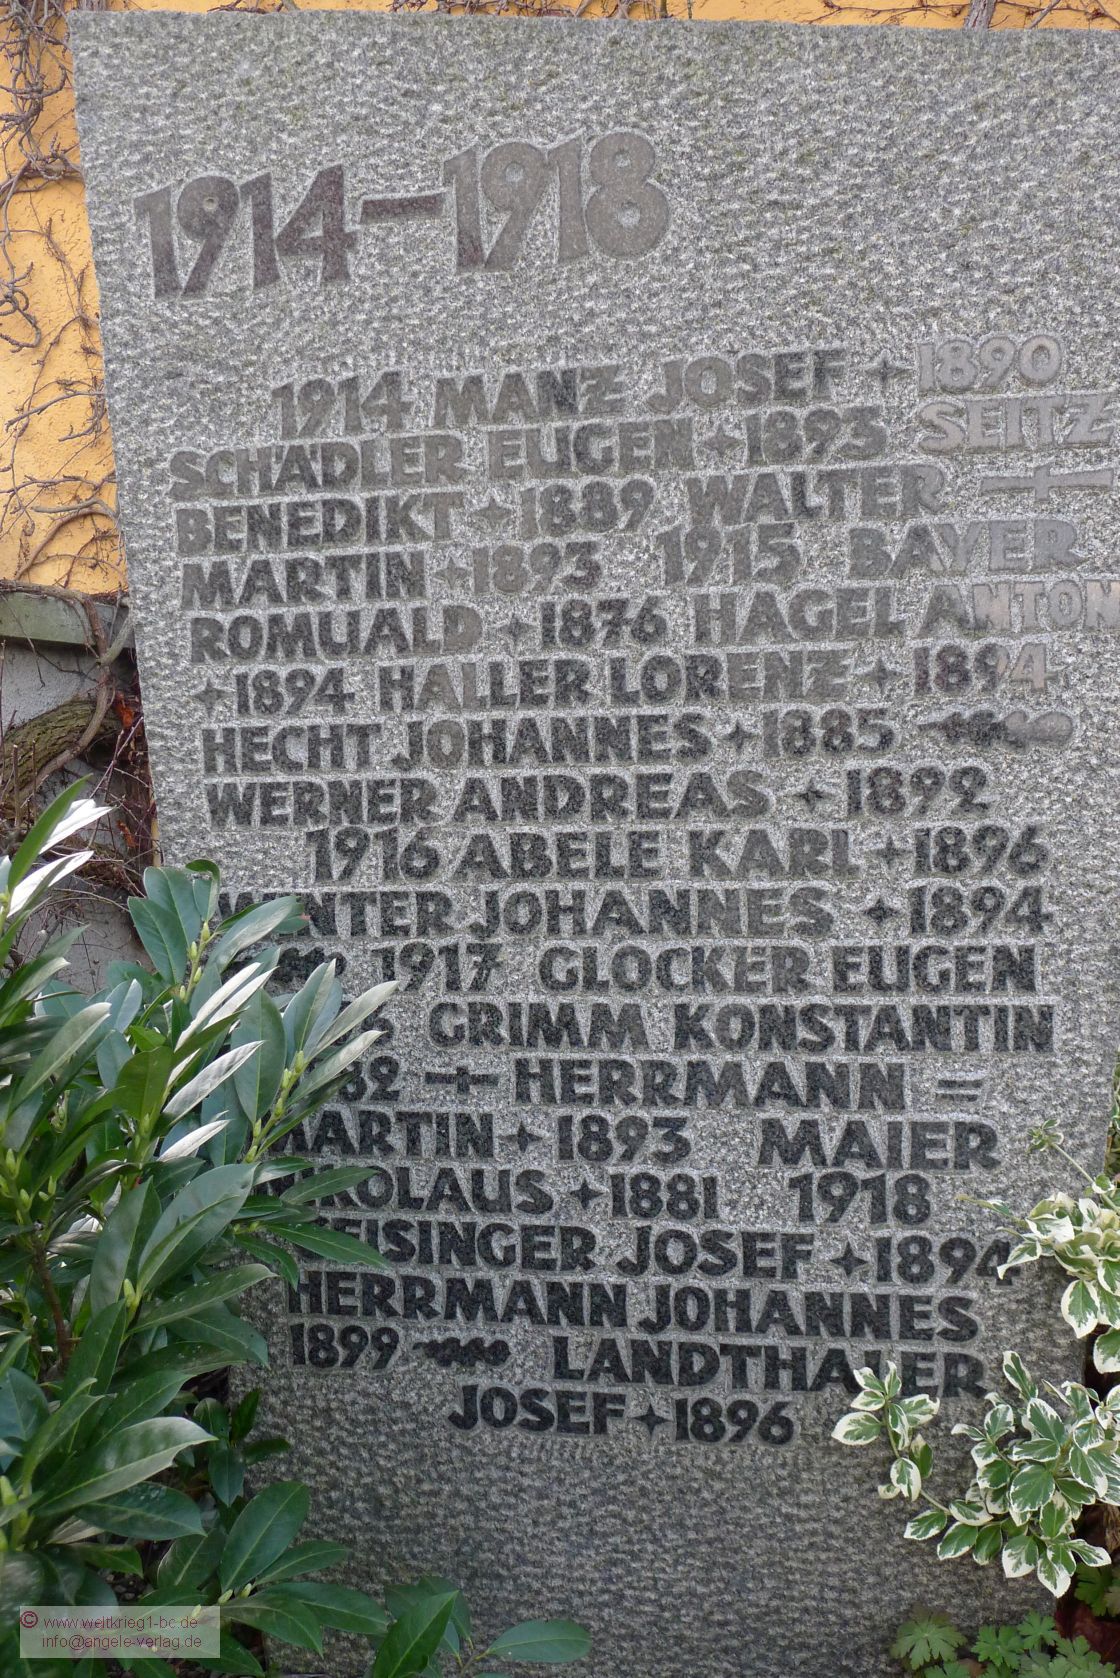 1914–1918
1914 MANZ JOSEF ✦ 1890
SCHÄDLER EUGEN ✦ 1893 SEITZ
BENEDIKT ✦ 1889 WALTER +
MARTIN ✦ 1893 1915 BAYER
ROMUALD ✦ 1876 HAGEL ANTON
✦ 1894 HALLER LORENZ ✦ 1894
HECHT JOHANNES ✦ 1885
WERNER ANDREAS ✦ 1892
1916 ABELE KARL ✦ 1896
WINTER JOHANNES ✦ 1894
1917 GLOCKER EUGEN
GRIMM KONSTANTIN
+ HERRMANN =
MARTIN ✦ 1893 MAIER
NIKOLAUS ✦ 1881 1918
JOSEF ✦ 1894
HERRMANN JOHANNES
1899 LANDTHALER
JOSEF ✦ 1896
© www.weltkrieg1-bc.de
info@angele-verlag.de